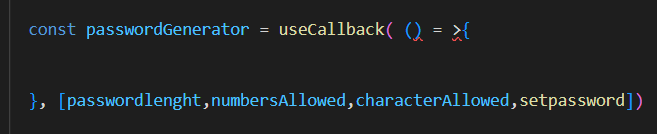 const passwordGenerator = useCallback( () = >{
}, [passwordlenght,numbersAllowed,characterAllowed,setpassword])